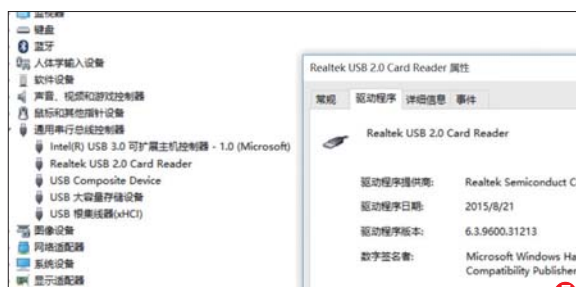 监视器
键盘
蓝牙
人体学输入设备
软件设备
声音、视频和游戏控制器
鼠标和其他指针设备
通用串行总线控制器
Intel(R) USB 3.0 可扩展主机控制器 - 1.0 (Microsoft)
Realtek USB 2.0 Card Reader
USB Composite Device
USB 大容量存储设备
USB 根集线器(xHCI)
图像设备
网络适配器
系统设备
显示适配器
Realtek USB 2.0 Card Reader 属性
常规 驱动程序 详细信息 事件
Realtek USB 2.0 Card Reader
驱动程序提供商: Realtek Semiconduct C
驱动程序日期: 2015/8/21
驱动程序版本: 6.3.9600.31213
数字签名者: Microsoft Windows Ha
Compatibility Publisher